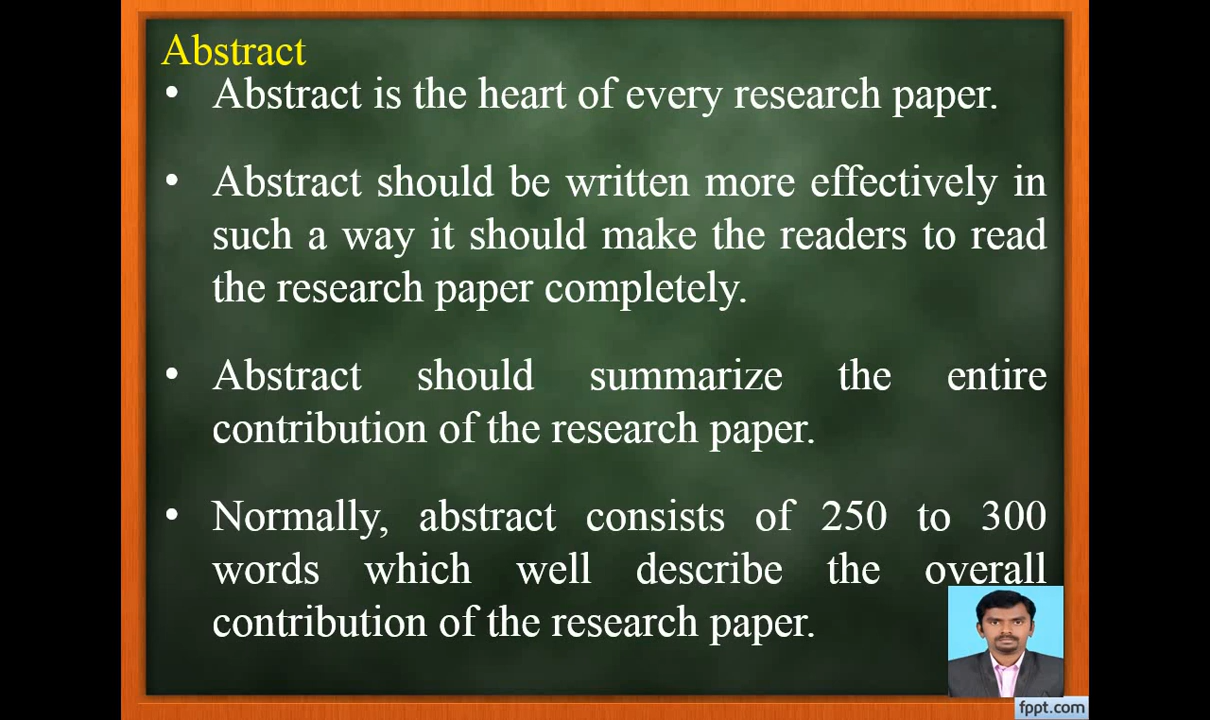 Abstract
• Abstract is the heart of every research paper.
• Abstract should be written more effectively in
such a way it should make the readers to read
the research paper completely.
• Abstract should summarize the entire
contribution of the research paper.
• Normally, abstract consists of 250 to 300
words which well describe the overall
contribution of the research paper.
fppt.com